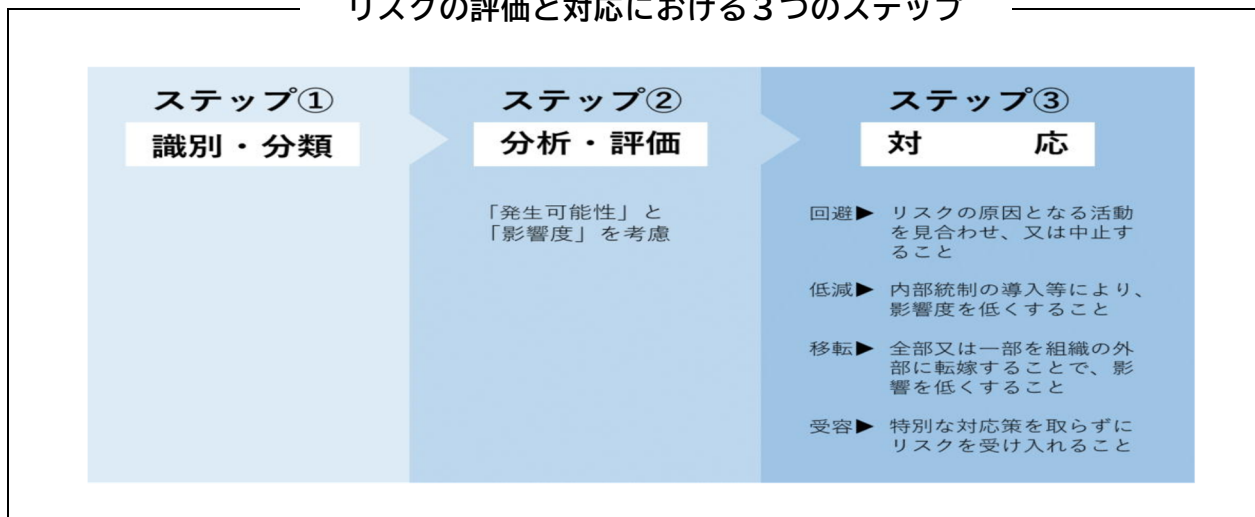 リスクの評価と対応における３つのステップ
ステップ①
識別・分類
ステップ②
分析・評価
「発生可能性」と
「影響度」を考慮
ステップ③
対　　応
回避▶ リスクの原因となる活動
を見合わせ、又は中止す
ること
低減▶ 内部統制の導入等により、
影響度を低くすること
移転▶ 全部又は一部を組織の外
部に転嫁することで、影
響を低くすること
受容▶ 特別な対応策を取らずに
リスクを受け入れること